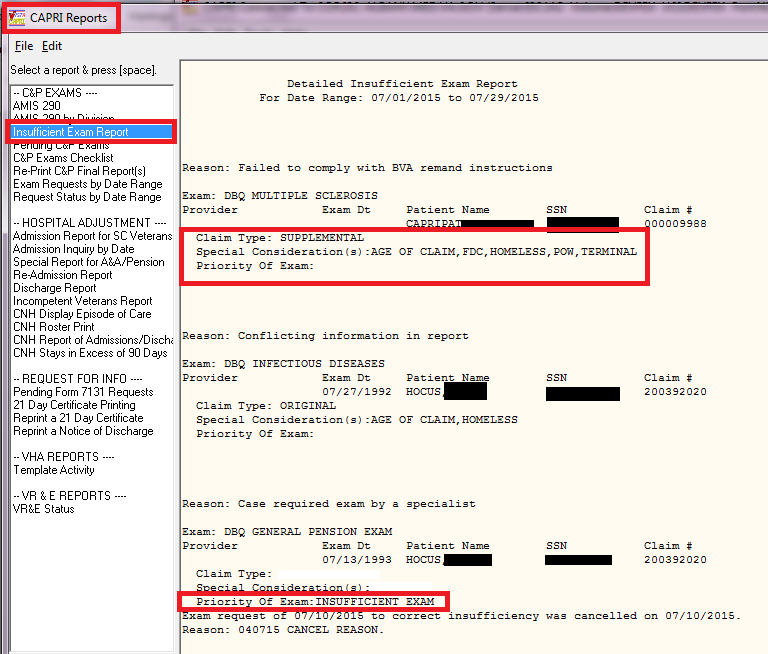 CAPRI Reports
File Edit
Select a report & press [space].
-- C&P EXAMS ----
AMIS 290
AMIS 290 by Division
Insufficient Exam Report
Pending C&P Exams
C&P Exams Checklist
Re-Print C&P Final Report(s)
Exam Requests by Date Range
Request Status by Date Range
-- HOSPITAL ADJUSTMENT ----
Admission Report for SC Veterans
Admission Inquiry by Date
Special Report for A&A/Pension
Re-Admission Report
Discharge Report
Incompetent Veterans Report
CNH Display Episode of Care
CNH Roster Print
CNH Report of Admissions/Discha
CNH Stays in Excess of 90 Days
-- REQUEST FOR INFO ----
Pending Form 7131 Requests
21 Day Certificate Printing
Reprint a 21 Day Certificate
Reprint a Notice of Discharge
-- VHA REPORTS ----
Template Activity
-- VR & E REPORTS ----
VR&E Status
Detailed Insufficient Exam Report
For Date Range: 07/01/2015 to 07/29/2015
Reason: Failed to comply with BVA remand instructions
Exam: DBQ MULTIPLE SCLEROSIS
Provider Exam Dt Patient Name SSN Claim #
CAPRIPAT 000009988
Claim Type: SUPPLEMENTAL
Special Consideration(s):AGE OF CLAIM,FDC,HOMELESS,POW,TERMINAL
Priority Of Exam:
Reason: Conflicting information in report
Exam: DBQ INFECTIOUS DISEASES
Provider Exam Dt Patient Name SSN Claim #
07/27/1992 HOCUS, 200392020
Claim Type: ORIGINAL
Special Consideration(s):AGE OF CLAIM,HOMELESS
Priority Of Exam:
Reason: Case required exam by a specialist
Exam: DBQ GENERAL PENSION EXAM
Provider Exam Dt Patient Name SSN Claim #
07/13/1993 HOCUS, 200392020
Claim Type:
Special Consideration(s):
Priority Of Exam:INSUFFICIENT EXAM
Exam request of 07/10/2015 to correct insufficiency was cancelled on 07/10/2015.
Reason: 040715 CANCEL REASON.